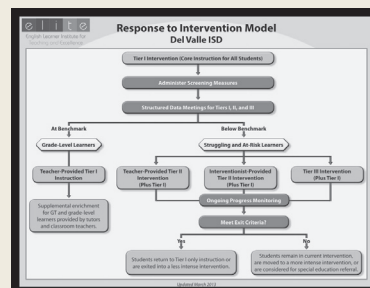 elite
English Learner Institute for
Teaching and Excellence
Response to Intervention Model
Del Valle ISD
Tier I Intervention (Core Instruction for All Students)
Administer Screening Measures
Structured Data Meetings for Tiers I, II, and III
At Benchmark
Below Benchmark
Grade-Level Learners
Struggling and At-Risk Learners
Teacher-Provided Tier I
Instruction
Teacher-Provided Tier II
Intervention
(Plus Tier I)
Interventionist-Provided
Tier II Intervention
(Plus Tier I)
Tier III Intervention
(Plus Tier I)
Supplemental enrichment
for GT and grade-level
learners provided by tutors
and classroom teachers.
Ongoing Progress Monitoring
Meet Exit Criteria?
Yes
No
Students return to Tier I only instruction or
are exited into a less intense intervention.
Students remain in current intervention,
are moved to a more intense intervention, or
are considered for special education referral.
Updated March 2013